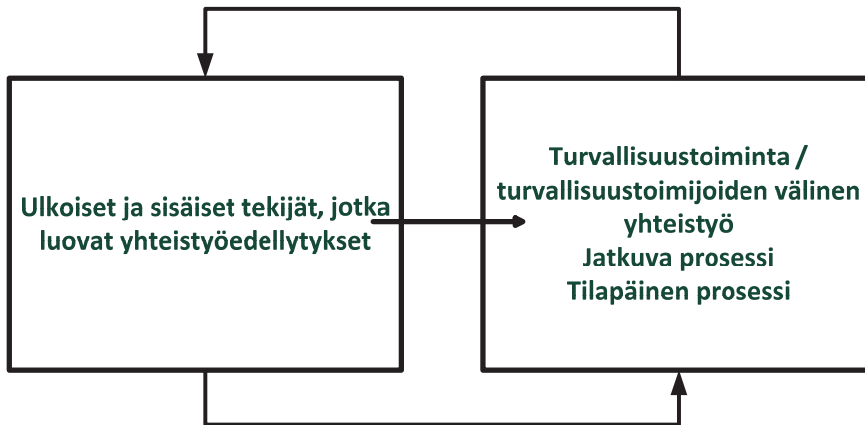 Ulkoiset ja sisäiset tekijät, jotka
luovat yhteistyöedellytykset
Turvallisuustoiminta /
turvallisuustoimijoiden välinen
yhteistyö
Jatkuva prosessi
Tilapäinen prosessi